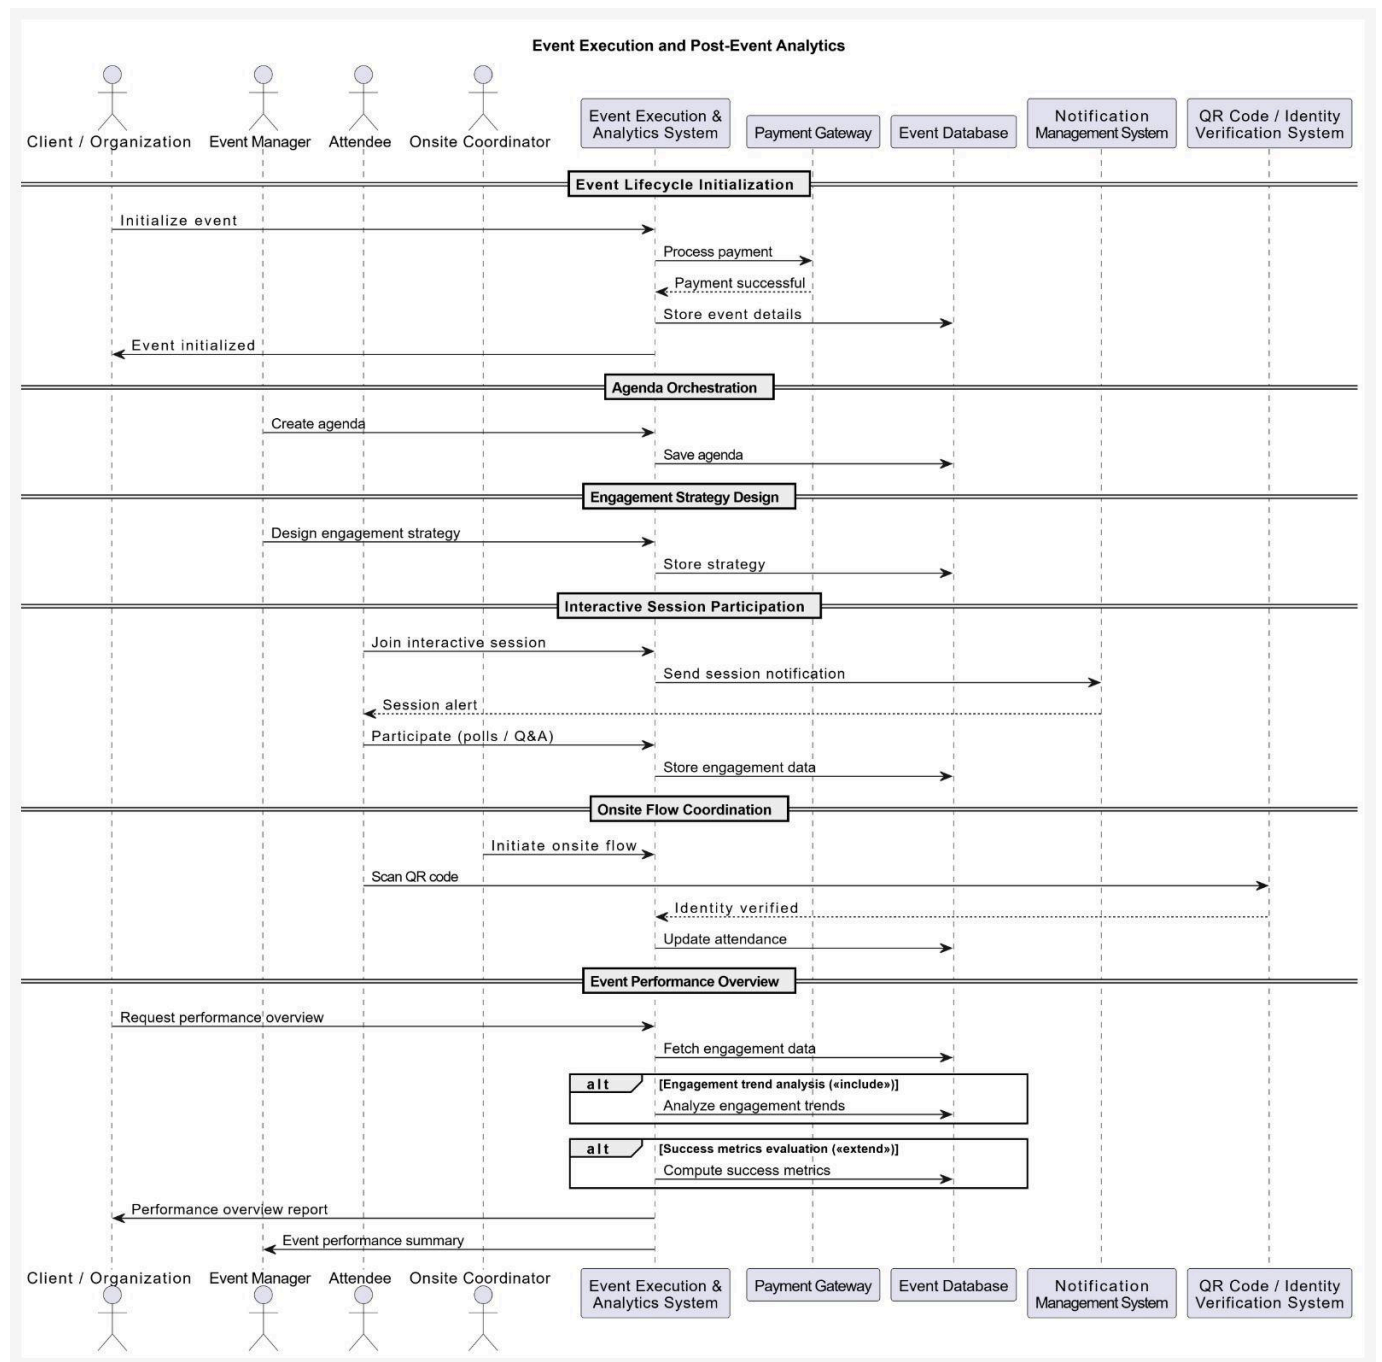 Event Execution and Post-Event Analytics
Client / Organization
Event Manager
Attendee
Onsite Coordinator
Event Execution &
Analytics System
Payment Gateway
Event Database
Notification
Management System
QR Code / Identity
Verification System
Event Lifecycle Initialization
Initialize event
Process payment
Payment successful
Store event details
Event initialized
Agenda Orchestration
Create agenda
Save agenda
Engagement Strategy Design
Design engagement strategy
Store strategy
Interactive Session Participation
Join interactive session
Send session notification
Session alert
Participate (polls / Q&A)
Store engagement data
Onsite Flow Coordination
Initiate onsite flow
Scan QR code
Identity verified
Update attendance
Event Performance Overview
Request performance overview
Fetch engagement data
alt [Engagement trend analysis («include»)]
Analyze engagement trends
alt [Success metrics evaluation («extend»)]
Compute success metrics
Performance overview report
Event performance summary
Client / Organization
Event Manager
Attendee
Onsite Coordinator
Event Execution &
Analytics System
Payment Gateway
Event Database
Notification
Management System
QR Code / Identity
Verification System